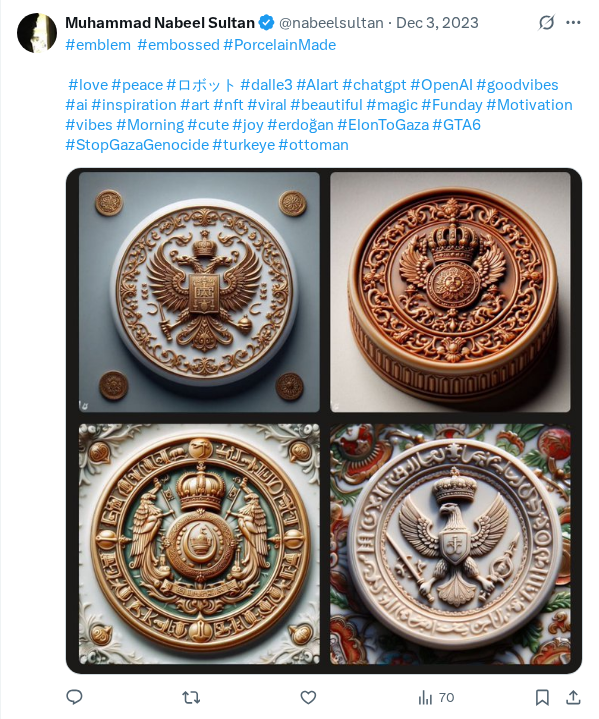 Muhammad Nabeel Sultan @nabeelsultan · Dec 3, 2023
#emblem #embossed #PorcelainMade
#love #peace #ロボット #dalle3 #AIart #chatgpt #OpenAI #goodvibes
#ai #inspiration #art #nft #viral #beautiful #magic #Funday #Motivation
#vibes #Morning #cute #joy #erdoğan #ElonToGaza #GTA6
#StopGazaGenocide #turkeye #ottoman
70